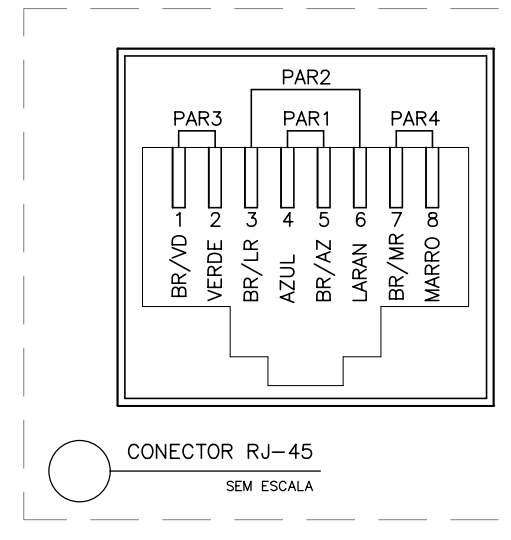 PAR2
PAR3 PAR1 PAR4
1 2 3 4 5 6 7 8
BR/VD
VERDE
BR/LR
AZUL
BR/AZ
LARAN
BR/MR
MARRO
CONECTOR RJ-45
SEM ESCALA